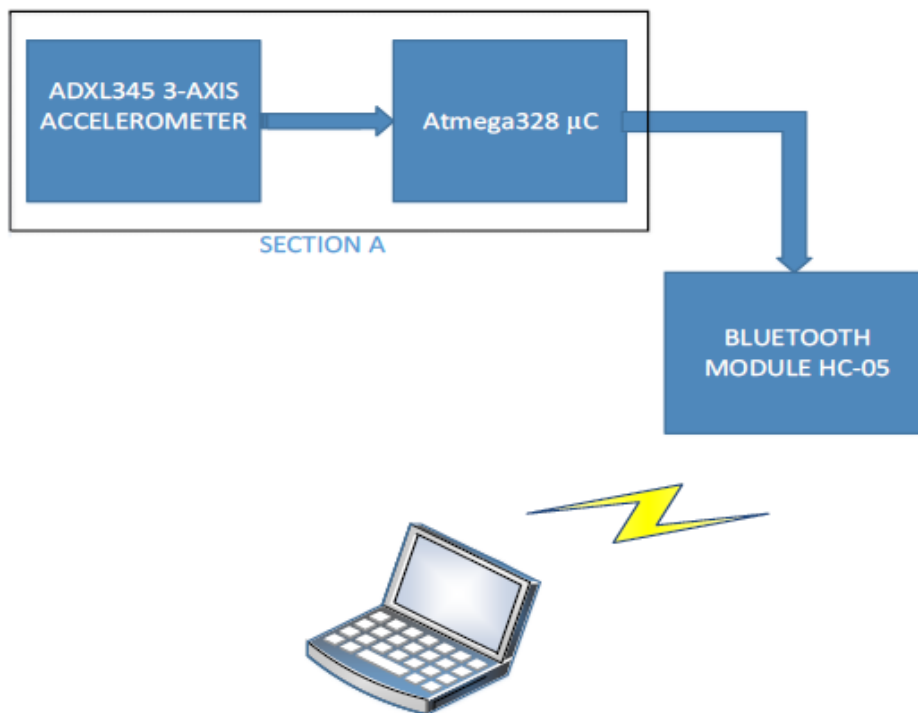 ADXL345 3-AXIS
ACCELEROMETER
Atmega328 µC
SECTION A
BLUETOOTH
MODULE HC-05